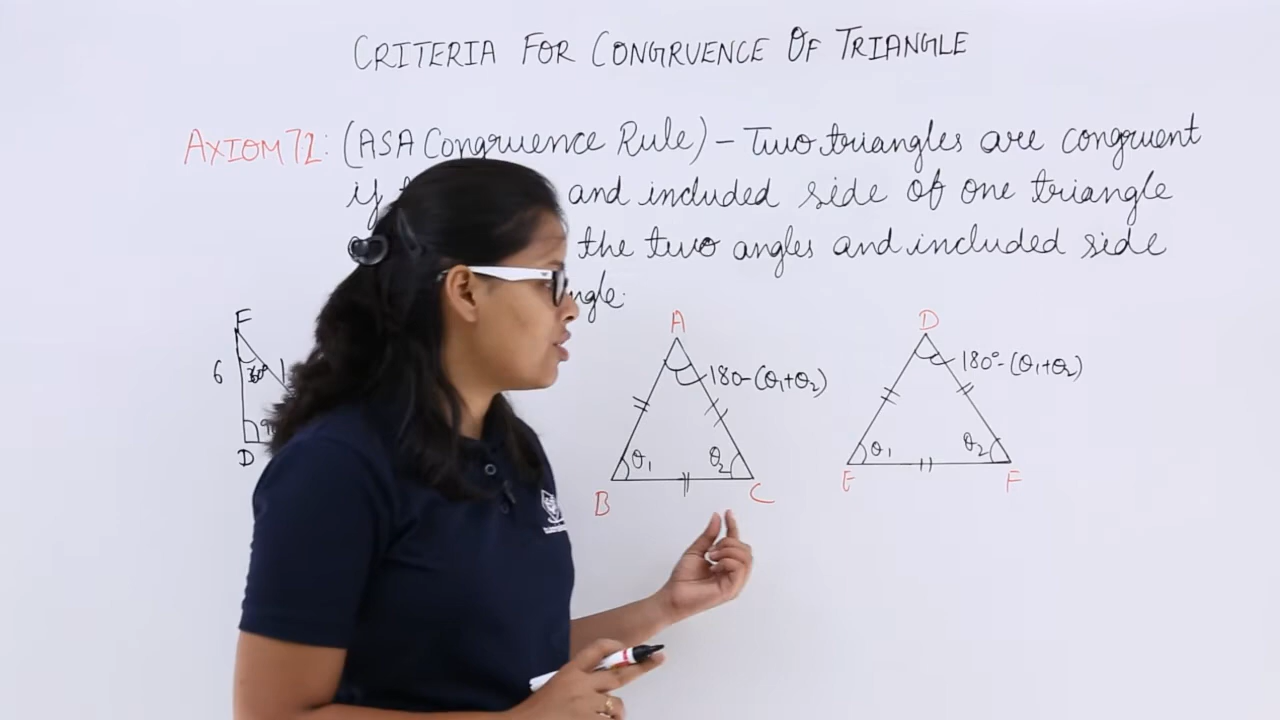 CRITERIA FOR CONGRUENCE OF TRIANGLE
AXIOM 7.2: (ASA Congruence Rule) – Two triangles are congruent
if and included side of one triangle
the two angles and included side
ngle.
F
6
30°
D
A
180-(θ₁+θ₂)
θ₁
θ₂
B
C
D
180°-(θ₁+θ₂)
θ₁
θ₂
E
F